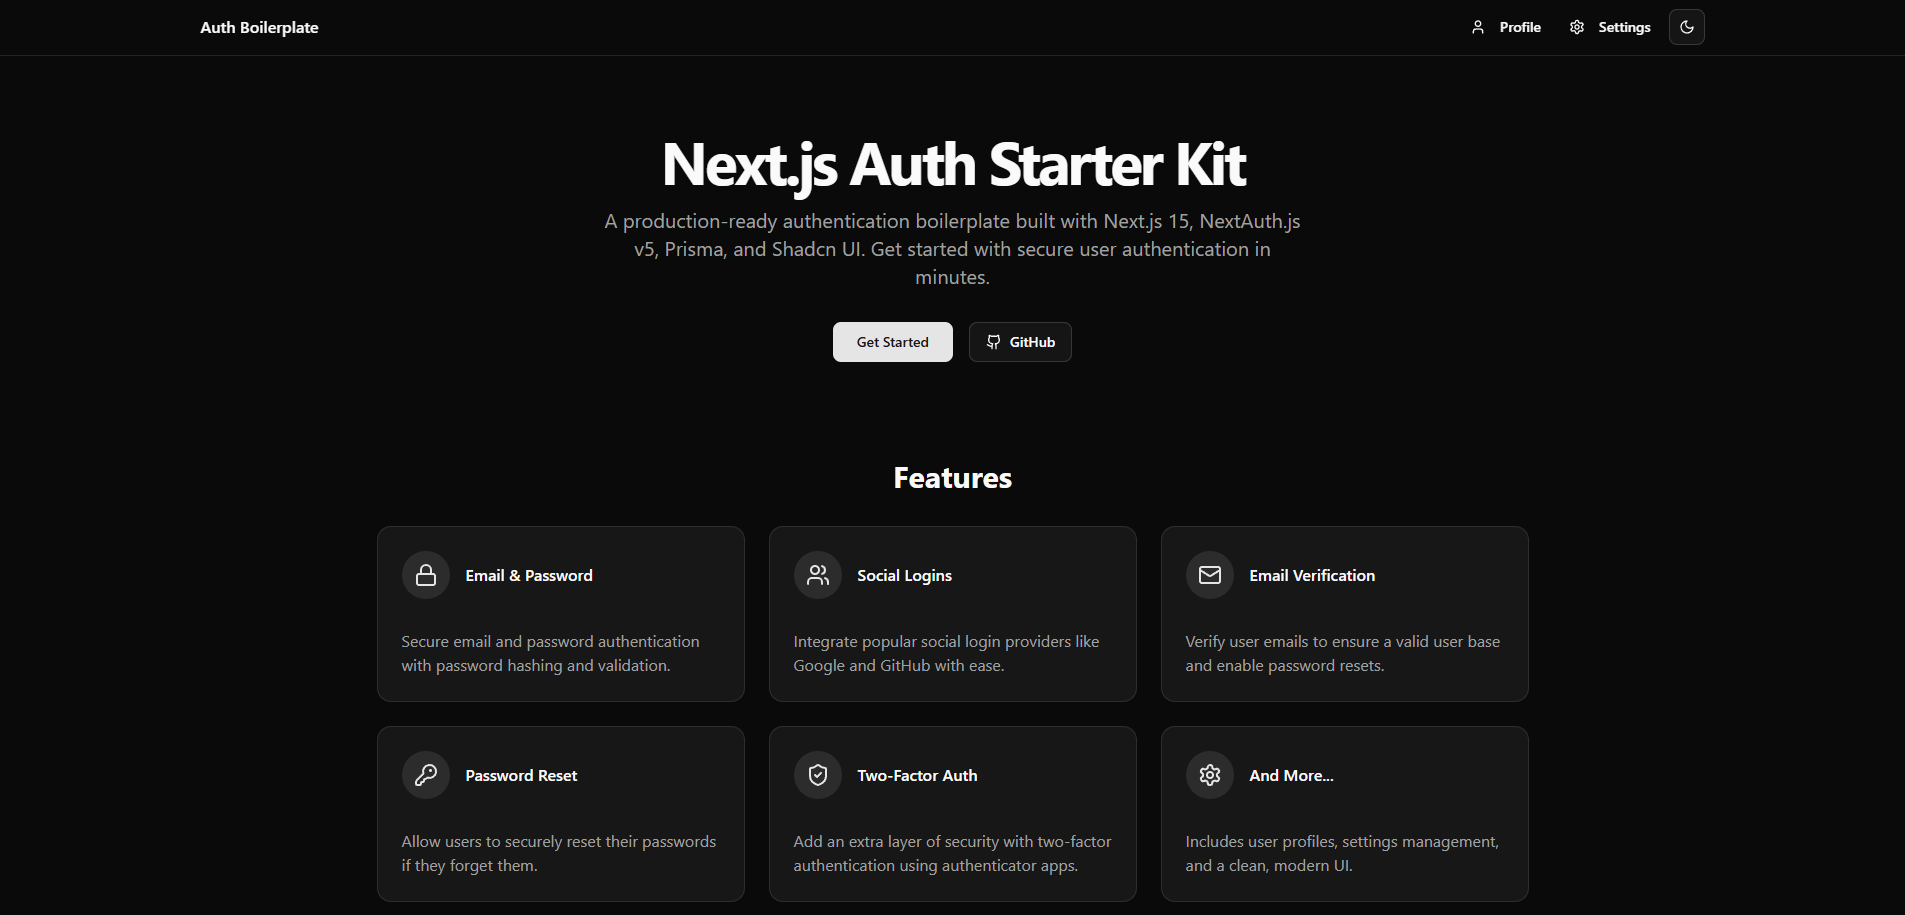 Auth Boilerplate
Profile
Settings
Next.js Auth Starter Kit
A production-ready authentication boilerplate built with Next.js 15, NextAuth.js
v5, Prisma, and Shadcn UI. Get started with secure user authentication in
minutes.
Get Started
GitHub
Features
Email & Password
Secure email and password authentication
with password hashing and validation.
Social Logins
Integrate popular social login providers like
Google and GitHub with ease.
Email Verification
Verify user emails to ensure a valid user base
and enable password resets.
Password Reset
Allow users to securely reset their passwords
if they forget them.
Two-Factor Auth
Add an extra layer of security with two-factor
authentication using authenticator apps.
And More...
Includes user profiles, settings management,
and a clean, modern UI.